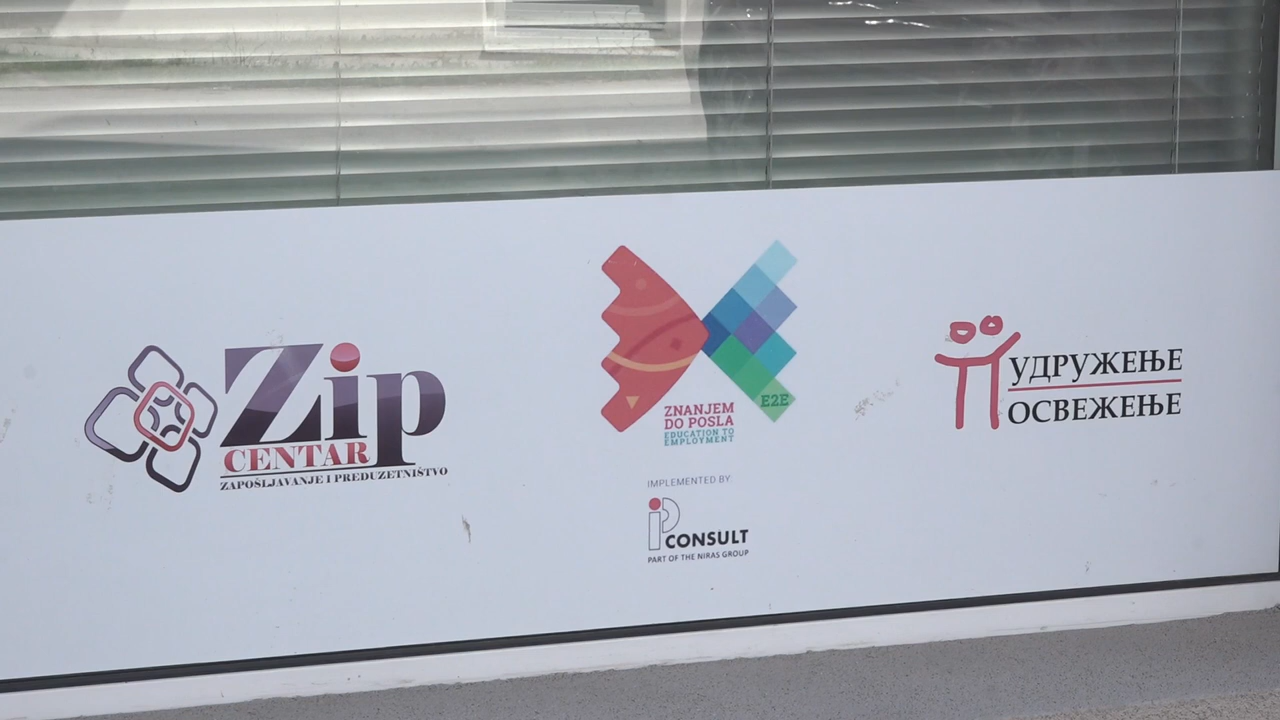 Zip
CENTAR
ZAPOŠLJAVANJE I PREDUZETNIŠTVO
ZNANJEM
DO POSLA
EDUCATION TO
EMPLOYMENT
E2E
IMPLEMENTED BY:
iP CONSULT
PART OF THE NIRAS GROUP
УДРУЖЕЊЕ
ОСВЕЖЕЊЕ